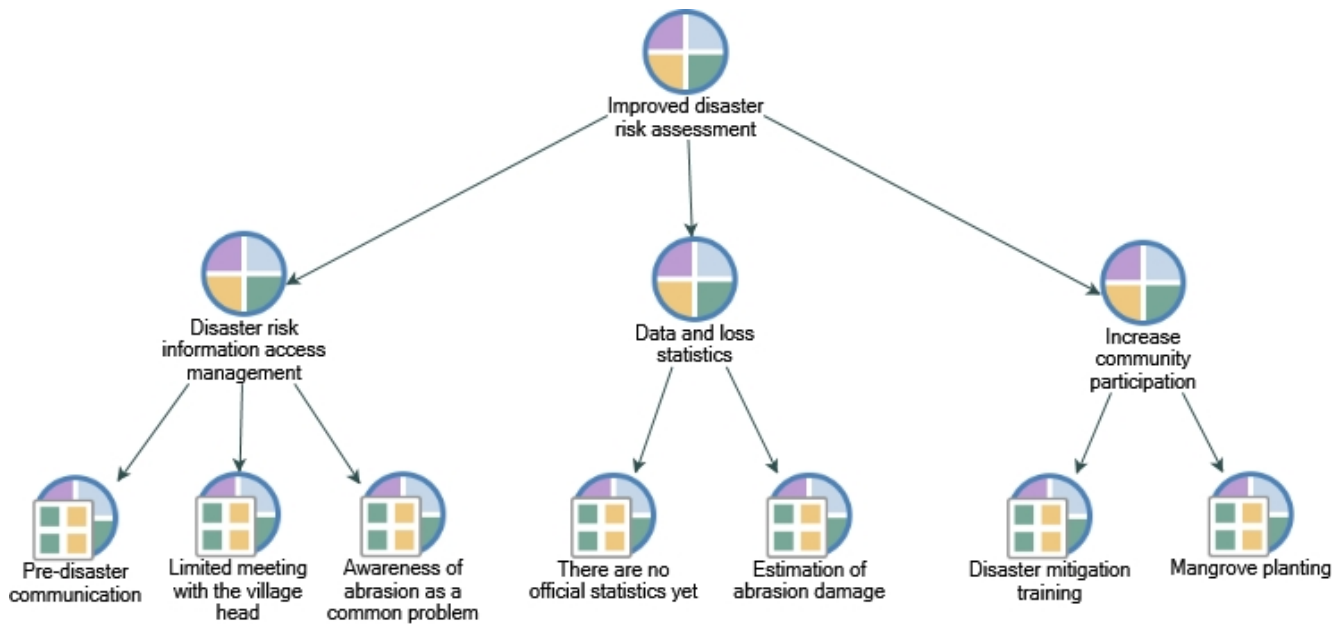 Improved disaster
risk assessment
Disaster risk
information access
management
Data and loss
statistics
Increase
community
participation
Pre-disaster
communication
Limited meeting
with the village
head
Awareness of
abrasion as a
common problem
There are no
official statistics yet
Estimation of
abrasion damage
Disaster mitigation
training
Mangrove planting